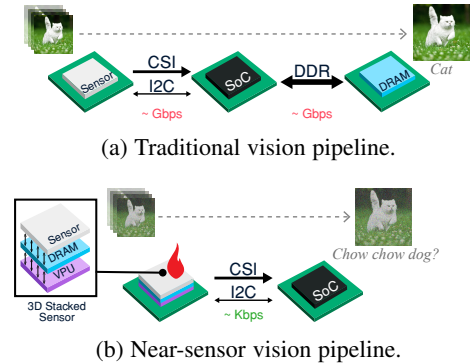 Sensor
CSI
I2C
~ Gbps
SoC
DDR
~ Gbps
DRAM
Cat
(a) Traditional vision pipeline.
Sensor
DRAM
VPU
3D Stacked
Sensor
CSI
I2C
~ Kbps
SoC
Chow chow dog?
(b) Near-sensor vision pipeline.